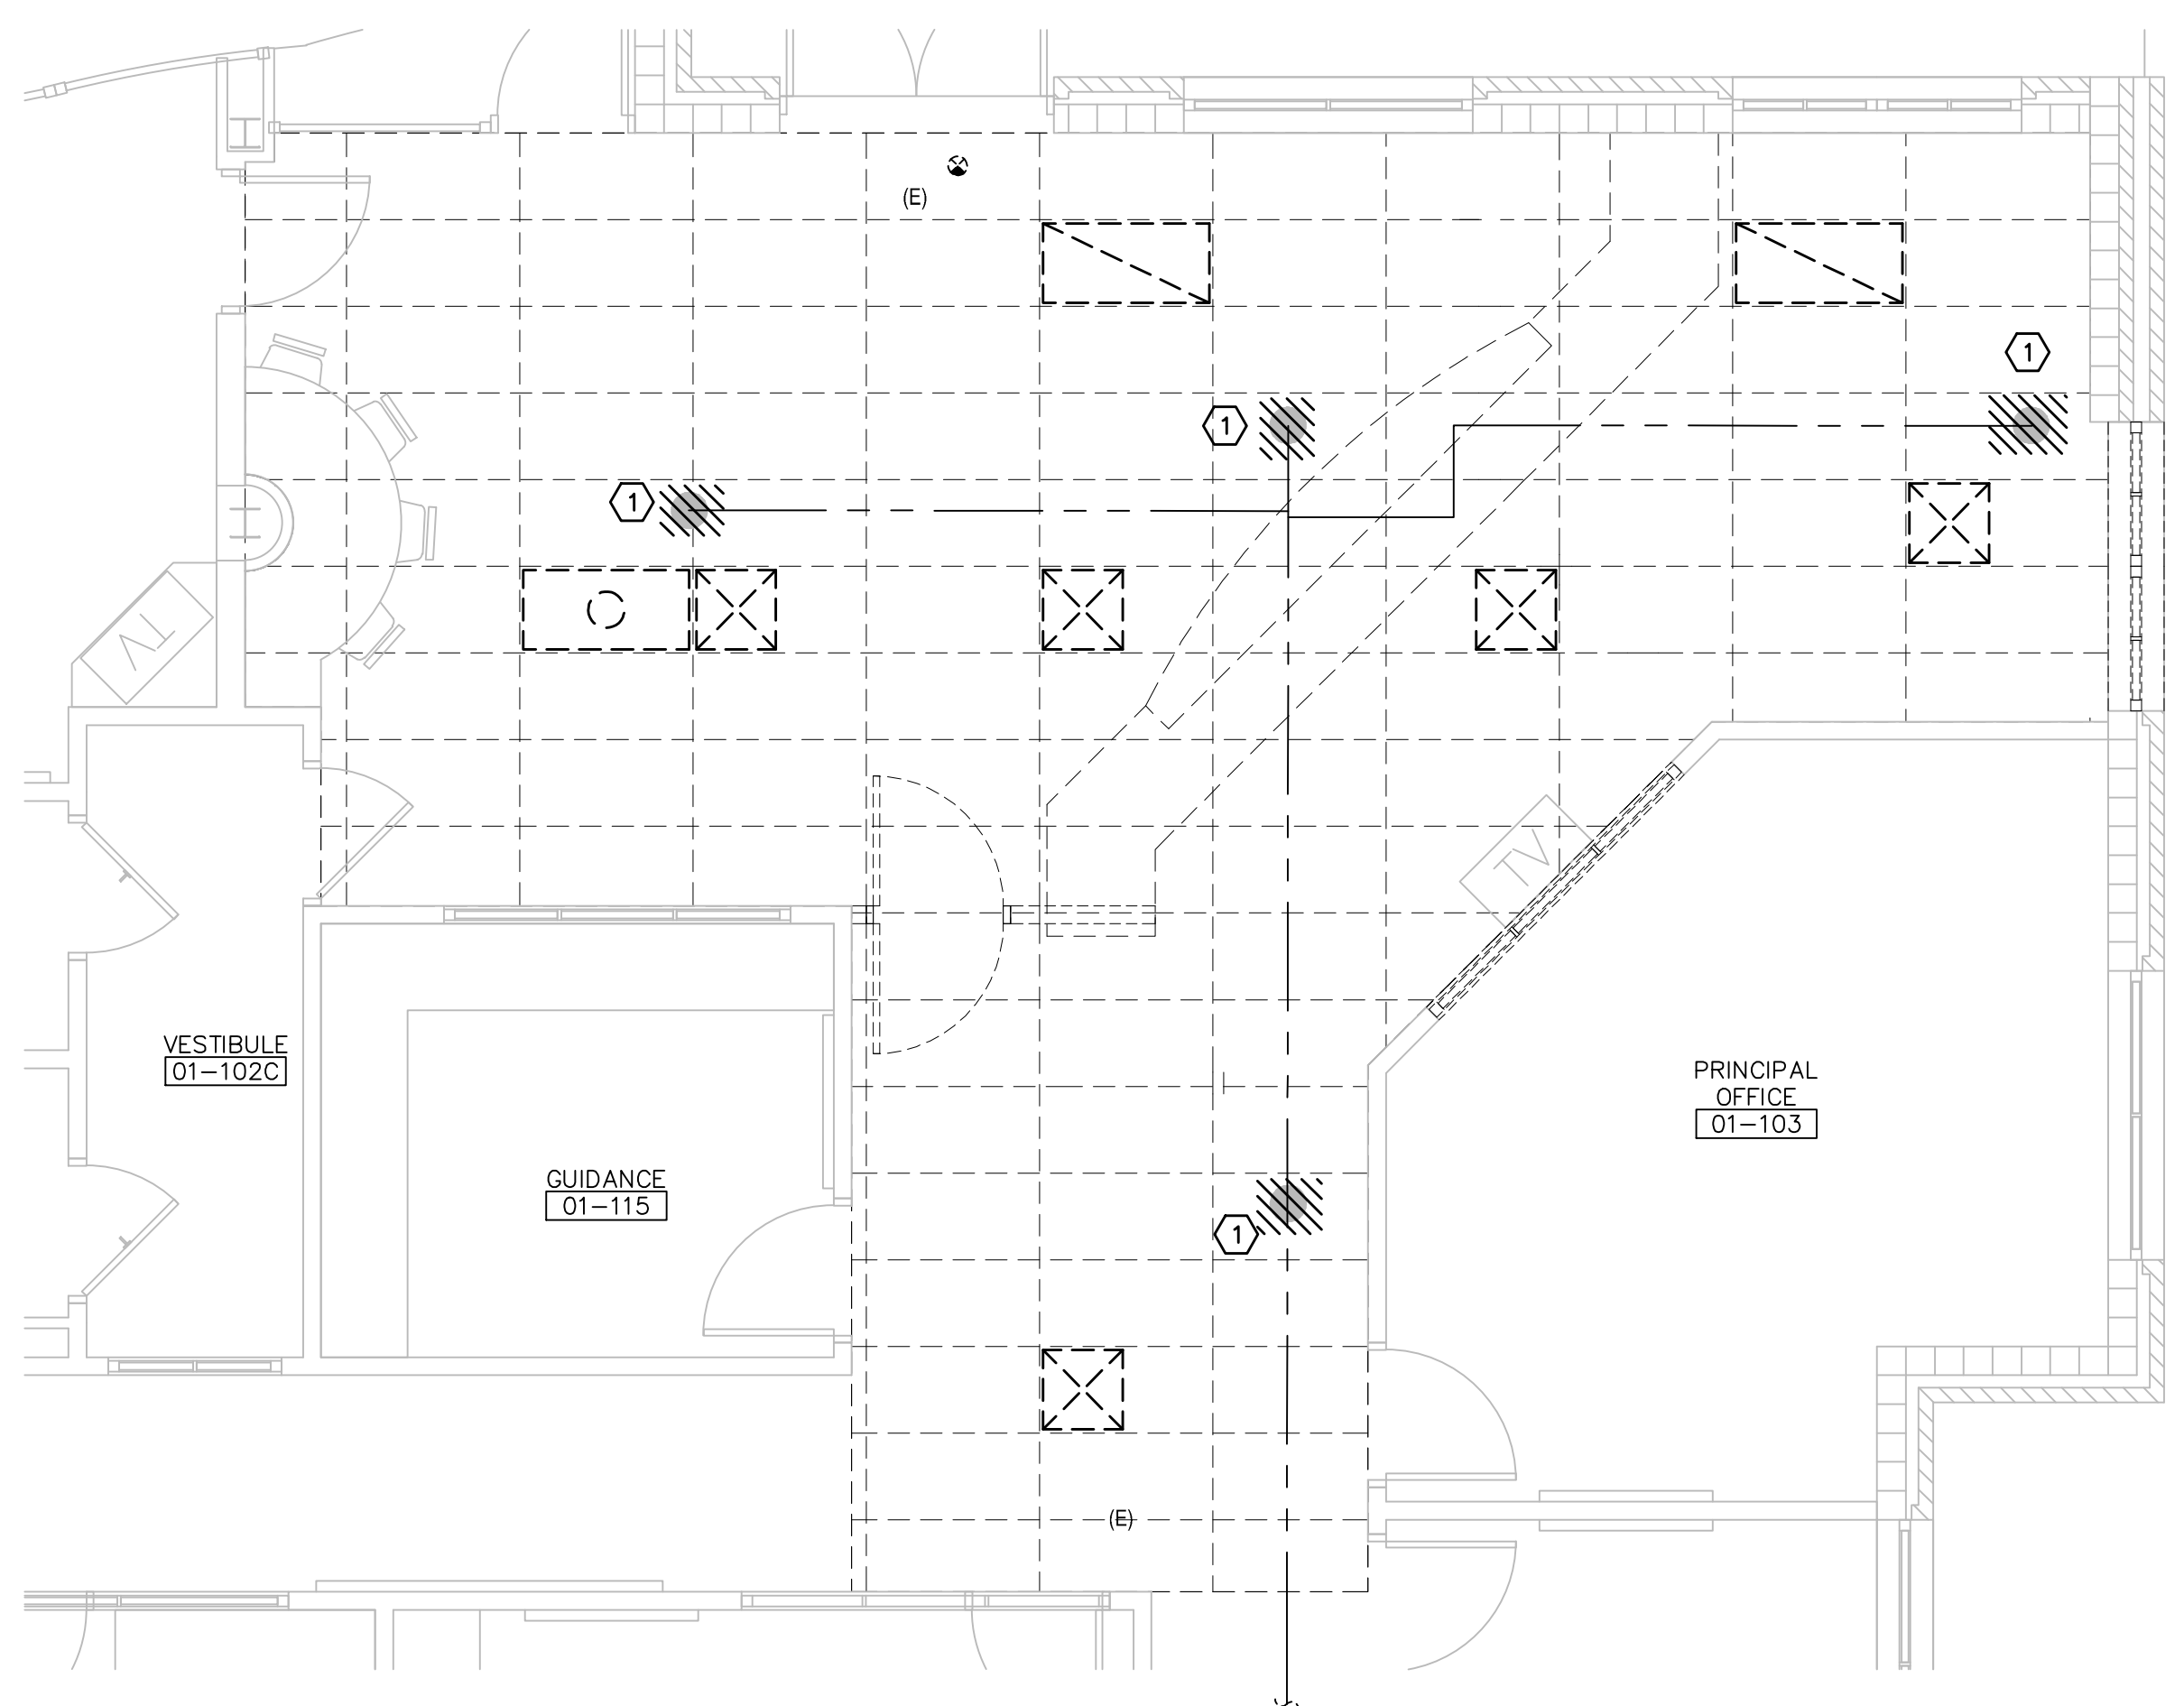 (E)
1
1
1
TV
TV
VESTIBULE
01-102C
PRINCIPAL
OFFICE
01-103
GUIDANCE
01-115
1
(E)